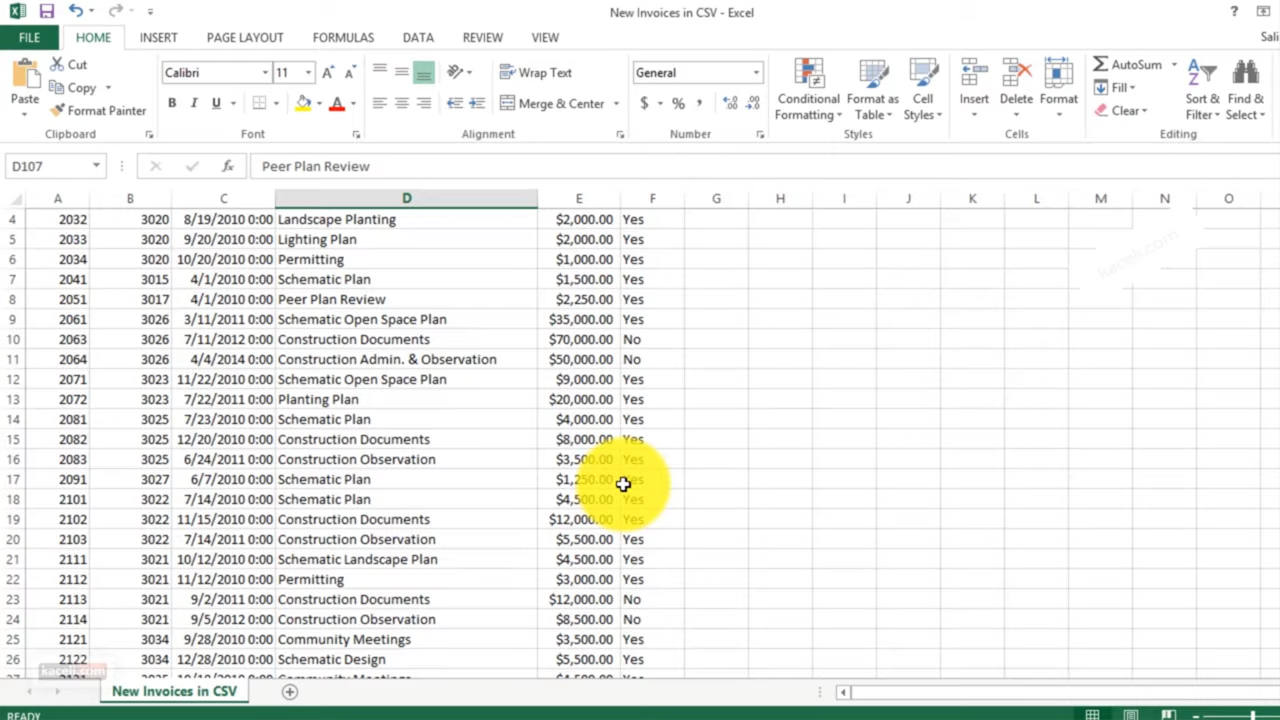 New Invoices in CSV - Excel
?
FILE HOME INSERT PAGE LAYOUT FORMULAS DATA REVIEW VIEW Sali
Paste
Cut
Copy
Format Painter
Clipboard
Calibri 11
B I U
Font
Wrap Text
Merge & Center
Alignment
General
$ % ,
Number
Conditional Formatting
Format as Table
Cell Styles
Styles
Insert
Delete
Format
Cells
AutoSum
Fill
Clear
Sort & Filter
Find & Select
Editing
D107 fx Peer Plan Review
A B C D E F G H I J K L M N O
4 2032 3020 8/19/2010 0:00 Landscape Planting $2,000.00 Yes
5 2033 3020 9/20/2010 0:00 Lighting Plan $2,000.00 Yes
6 2034 3020 10/20/2010 0:00 Permitting $1,000.00 Yes
7 2041 3015 4/1/2010 0:00 Schematic Plan $1,500.00 Yes
8 2051 3017 4/1/2010 0:00 Peer Plan Review $2,250.00 Yes
9 2061 3026 3/11/2011 0:00 Schematic Open Space Plan $35,000.00 Yes
10 2063 3026 7/11/2012 0:00 Construction Documents $70,000.00 No
11 2064 3026 4/4/2014 0:00 Construction Admin. & Observation $50,000.00 No
12 2071 3023 11/22/2010 0:00 Schematic Open Space Plan $9,000.00 Yes
13 2072 3023 7/22/2011 0:00 Planting Plan $20,000.00 Yes
14 2081 3025 7/23/2010 0:00 Schematic Plan $4,000.00 Yes
15 2082 3025 12/20/2010 0:00 Construction Documents $8,000.00 Yes
16 2083 3025 6/24/2011 0:00 Construction Observation $3,500.00 Yes
17 2091 3027 6/7/2010 0:00 Schematic Plan $1,250.00 Yes
18 2101 3022 7/14/2010 0:00 Schematic Plan $4,500.00 Yes
19 2102 3022 11/15/2010 0:00 Construction Documents $12,000.00 Yes
20 2103 3022 7/14/2011 0:00 Construction Observation $5,500.00 Yes
21 2111 3021 10/12/2010 0:00 Schematic Landscape Plan $4,500.00 Yes
22 2112 3021 11/12/2010 0:00 Permitting $3,000.00 Yes
23 2113 3021 9/2/2011 0:00 Construction Documents $12,000.00 No
24 2114 3021 9/5/2012 0:00 Construction Observation $8,500.00 No
25 2121 3034 9/28/2010 0:00 Community Meetings $3,500.00 Yes
26 2122 3034 12/28/2010 0:00 Schematic Design $5,500.00 Yes
kaceli.com
kaceli.com
New Invoices in CSV
READY